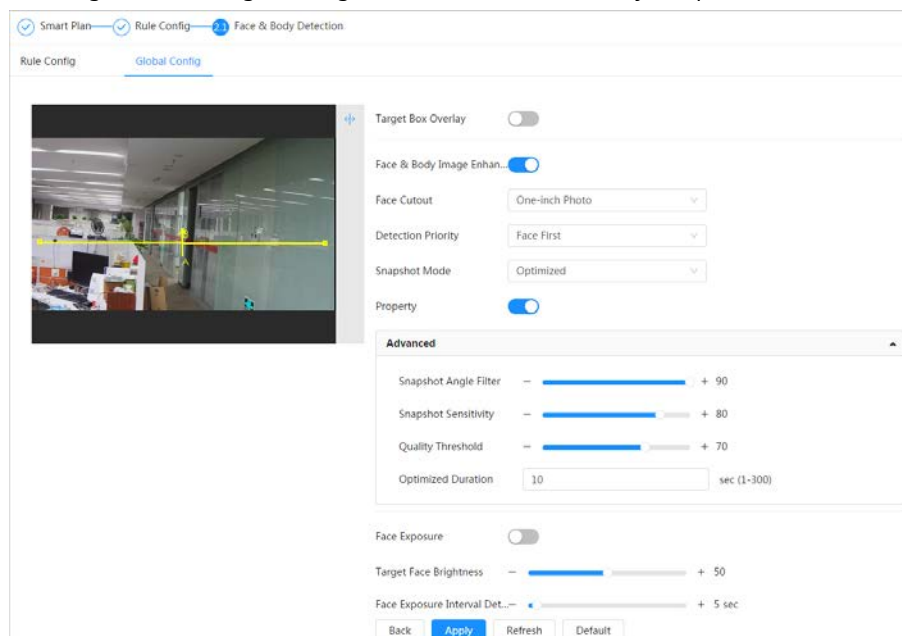 Smart Plan Rule Config 2.1 Face & Body Detection
Rule Config Global Config
Target Box Overlay
Face & Body Image Enhan...
Face Cutout One-inch Photo
Detection Priority Face First
Snapshot Mode Optimized
Property
Advanced
Snapshot Angle Filter − + 90
Snapshot Sensitivity − + 80
Quality Threshold − + 70
Optimized Duration 10 sec (1-300)
Face Exposure
Target Face Brightness − + 50
Face Exposure Interval Det... − + 5 sec
Back Apply Refresh Default